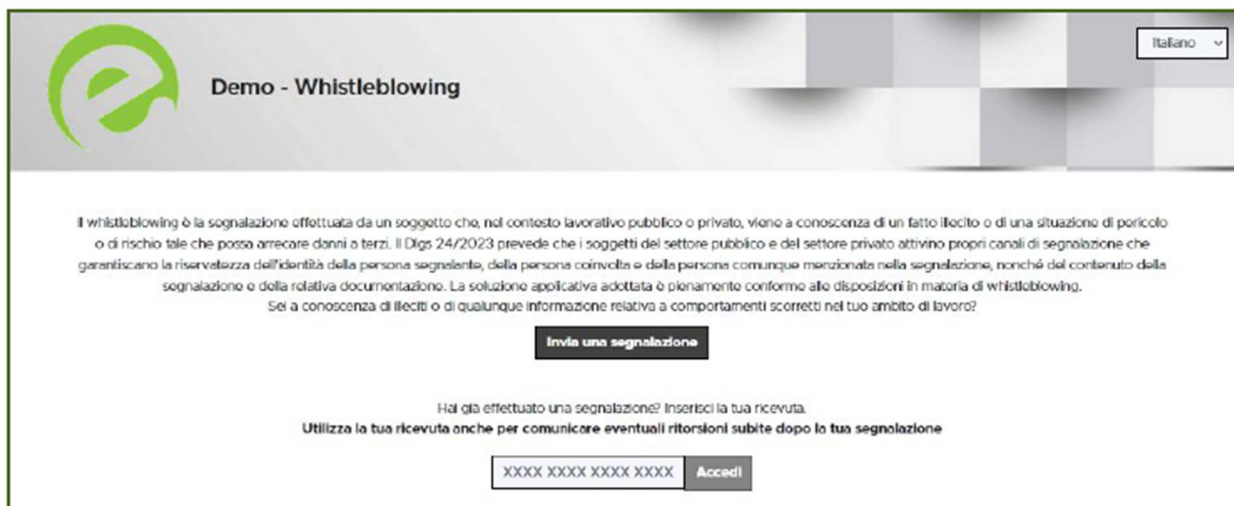 Italiano
Demo - Whistleblowing
Il whistleblowing è la segnalazione effettuata da un soggetto che, nel contesto lavorativo pubblico o privato, viene a conoscenza di un fatto illecito o di una situazione di pericolo
o di rischio tale che possa arrecare danni a terzi. Il Dlgs 24/2023 prevede che i soggetti del settore pubblico e del settore privato attivino propri canali di segnalazione che
garantiscano la riservatezza dell'identità della persona segnalante, della persona coinvolta e della persona comunque menzionata nella segnalazione, nonché del contenuto della
segnalazione e della relativa documentazione. La soluzione applicativa adottata è pienamente conforme alle disposizioni in materia di whistleblowing.
Sei a conoscenza di illeciti o di qualunque informazione relativa a comportamenti scorretti nel tuo ambito di lavoro?
Invia una segnalazione
Hai già effettuato una segnalazione? Inserisci la tua ricevuta.
Utilizza la tua ricevuta anche per comunicare eventuali ritorsioni subite dopo la tua segnalazione
XXXX XXXX XXXX XXXX Accedi